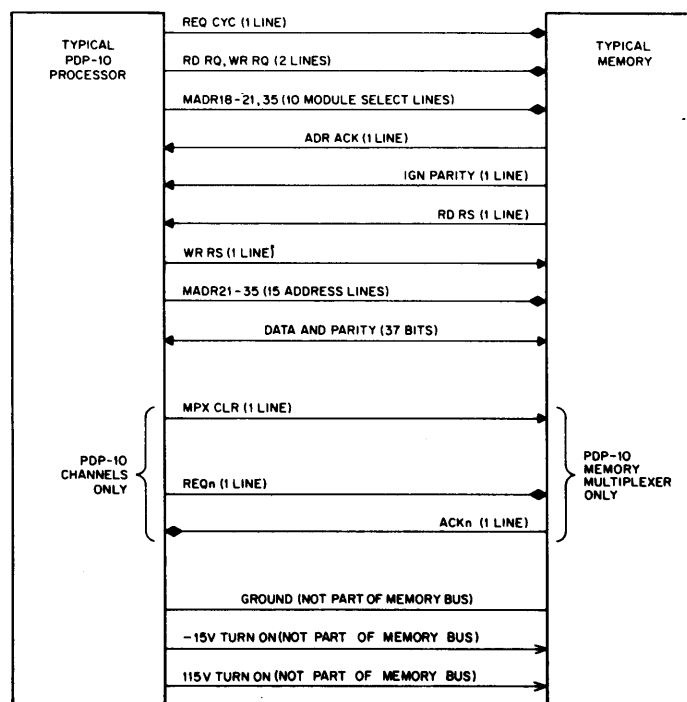 TYPICAL
PDP-10
PROCESSOR
TYPICAL
MEMORY
REQ CYC (1 LINE)
RD RQ, WR RQ (2 LINES)
MADR18-21, 35 (10 MODULE SELECT LINES)
ADR ACK (1 LINE)
IGN PARITY (1 LINE)
RD RS (1 LINE)
WR RS (1 LINE)
MADR21-35 (15 ADDRESS LINES)
DATA AND PARITY (37 BITS)
MPX CLR (1 LINE)
PDP-10
CHANNELS
ONLY
REQn (1 LINE)
PDP-10
MEMORY
MULTIPLEXER
ONLY
ACKn (1 LINE)
GROUND (NOT PART OF MEMORY BUS)
-15V TURN ON (NOT PART OF MEMORY BUS)
115V TURN ON (NOT PART OF MEMORY BUS)